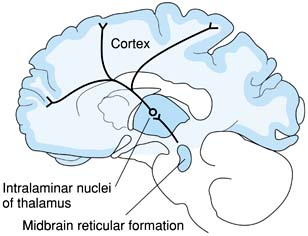 Cortex
Intralaminar nuclei
of thalamus
Midbrain reticular formation